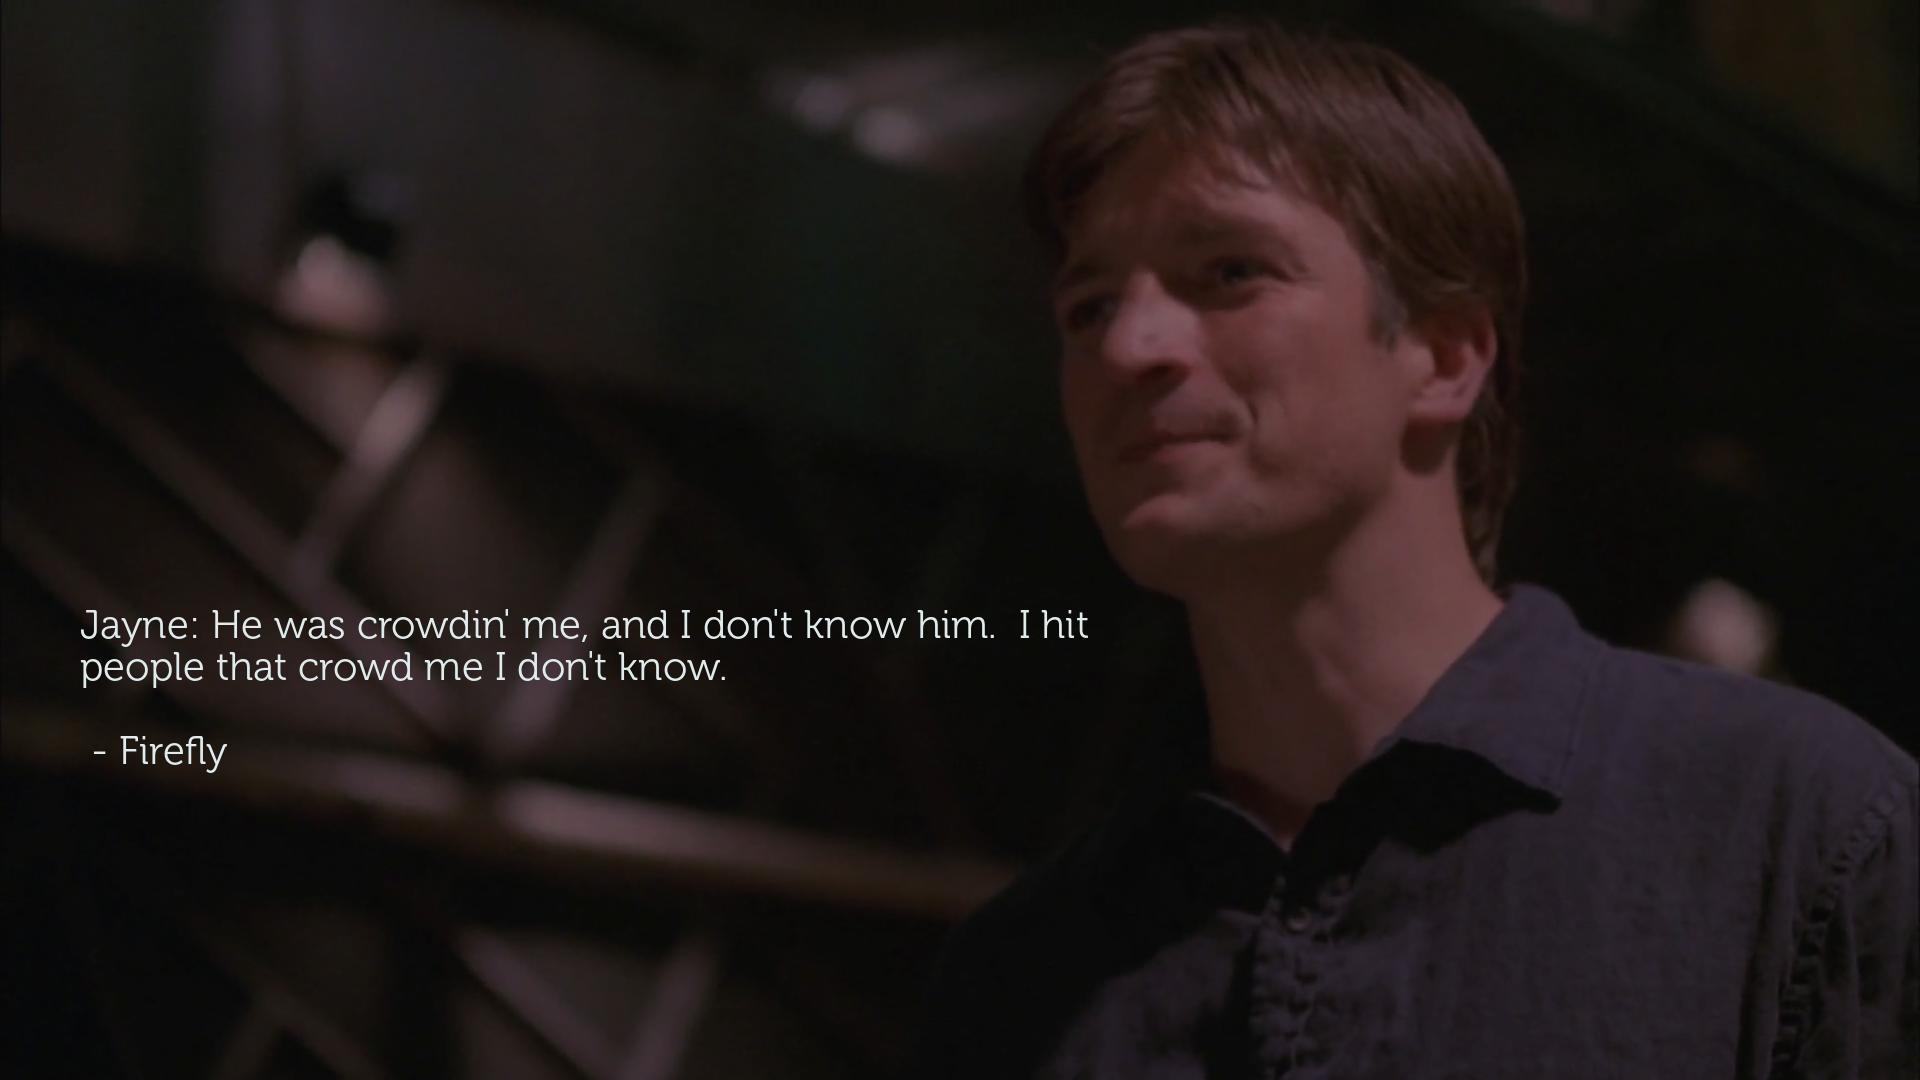 Jayne: He was crowdin' me, and I don't know him.  I hit
people that crowd me I don't know.
- Firefly